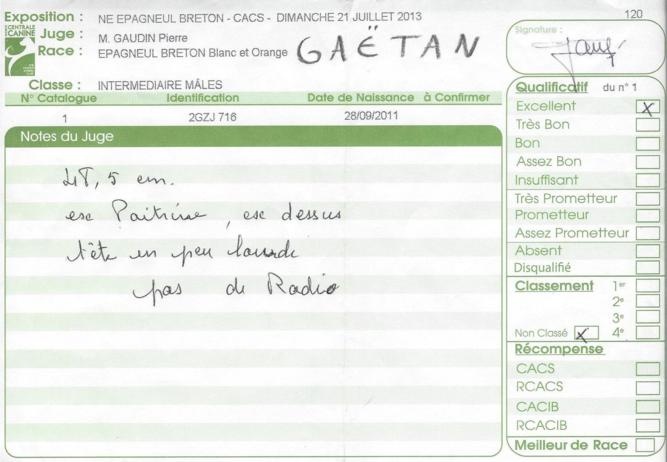 120
Exposition : NE EPAGNEUL BRETON - CACS - DIMANCHE 21 JUILLET 2013
CENTRALE CANINE
Juge : M. GAUDIN Pierre
Race : EPAGNEUL BRETON Blanc et Orange GAËTAN
Classe : INTERMEDIAIRE MÂLES
N° Catalogue Identification Date de Naissance à Confirmer
1 2GZJ 716 28/09/2011
Notes du Juge
48,5 cm.
exc Poitrine, exc dessus
tête un peu lourde
pas de Radio
Signature :
Qualificatif du n° 1
Excellent X
Très Bon
Bon
Assez Bon
Insuffisant
Très Prometteur
Prometteur
Assez Prometteur
Absent
Disqualifié
Classement 1er
2e
3e
Non Classé X 4e
Récompense
CACS
RCACS
CACIB
RCACIB
Meilleur de Race